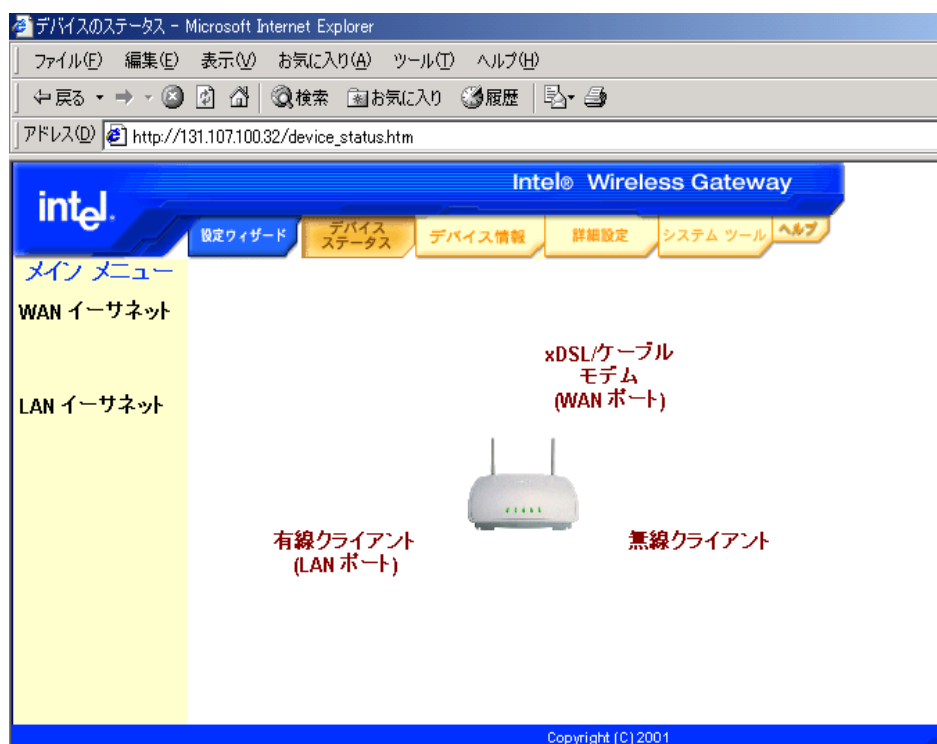 デバイスのステータス - Microsoft Internet Explorer
ファイル(F) 編集(E) 表示(V) お気に入り(A) ツール(T) ヘルプ(H)
戻る 検索 お気に入り 履歴
アドレス(D) http://131.107.100.32/device_status.htm
intel.
Intel® Wireless Gateway
設定ウィザード
デバイス
ステータス
デバイス情報
詳細設定
システム ツール
ヘルプ
メイン メニュー
WAN イーサネット
LAN イーサネット
xDSL/ケーブル
モデム
(WAN ポート)
有線クライアント
(LAN ポート)
無線クライアント
Copyright (C) 2001